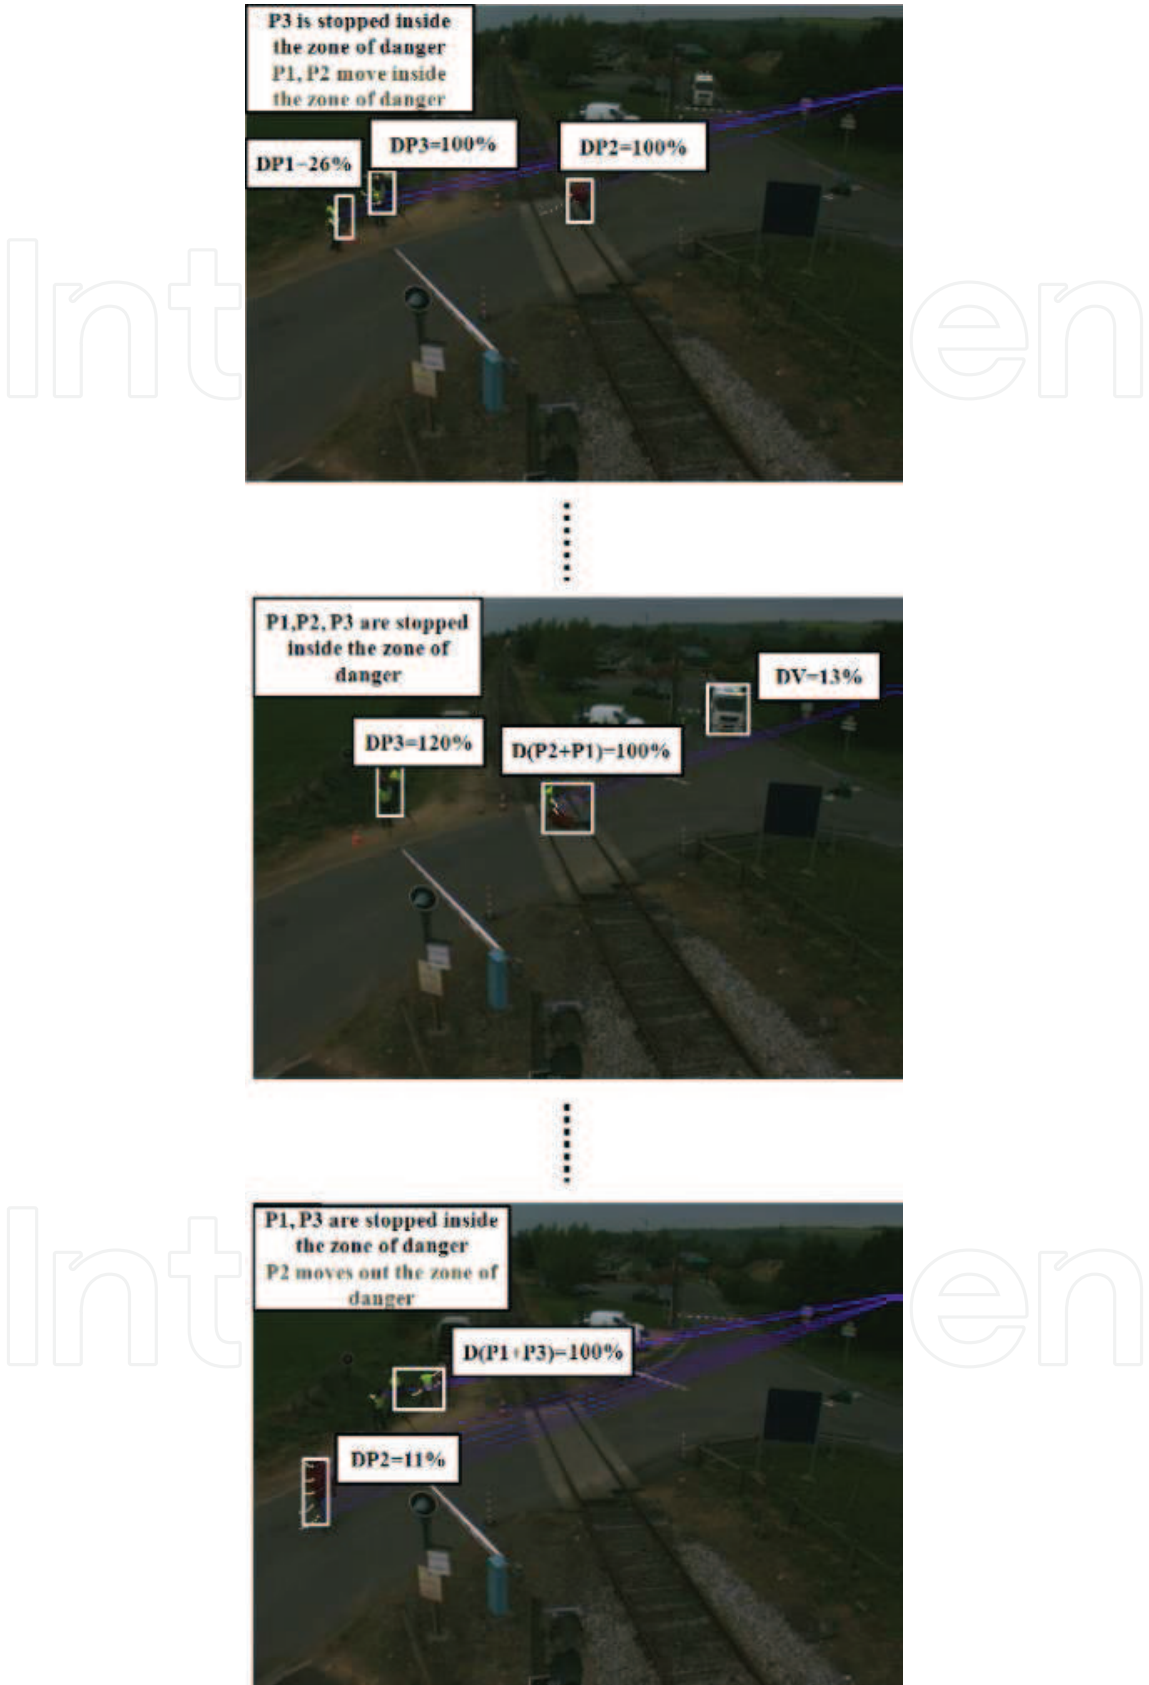 P3 is stopped inside
the zone of danger
P1, P2 move inside
the zone of danger
DP3=100%
DP2=100%
DP1=26%
Inten
P1,P2, P3 are stopped
inside the zone of
danger
DV=13%
DP3=120%
D(P2+P1)=100%
P1, P3 are stopped inside
the zone of danger
P2 moves out the zone of
danger
D(P1+P3)=100%
DP2=11%
Inten